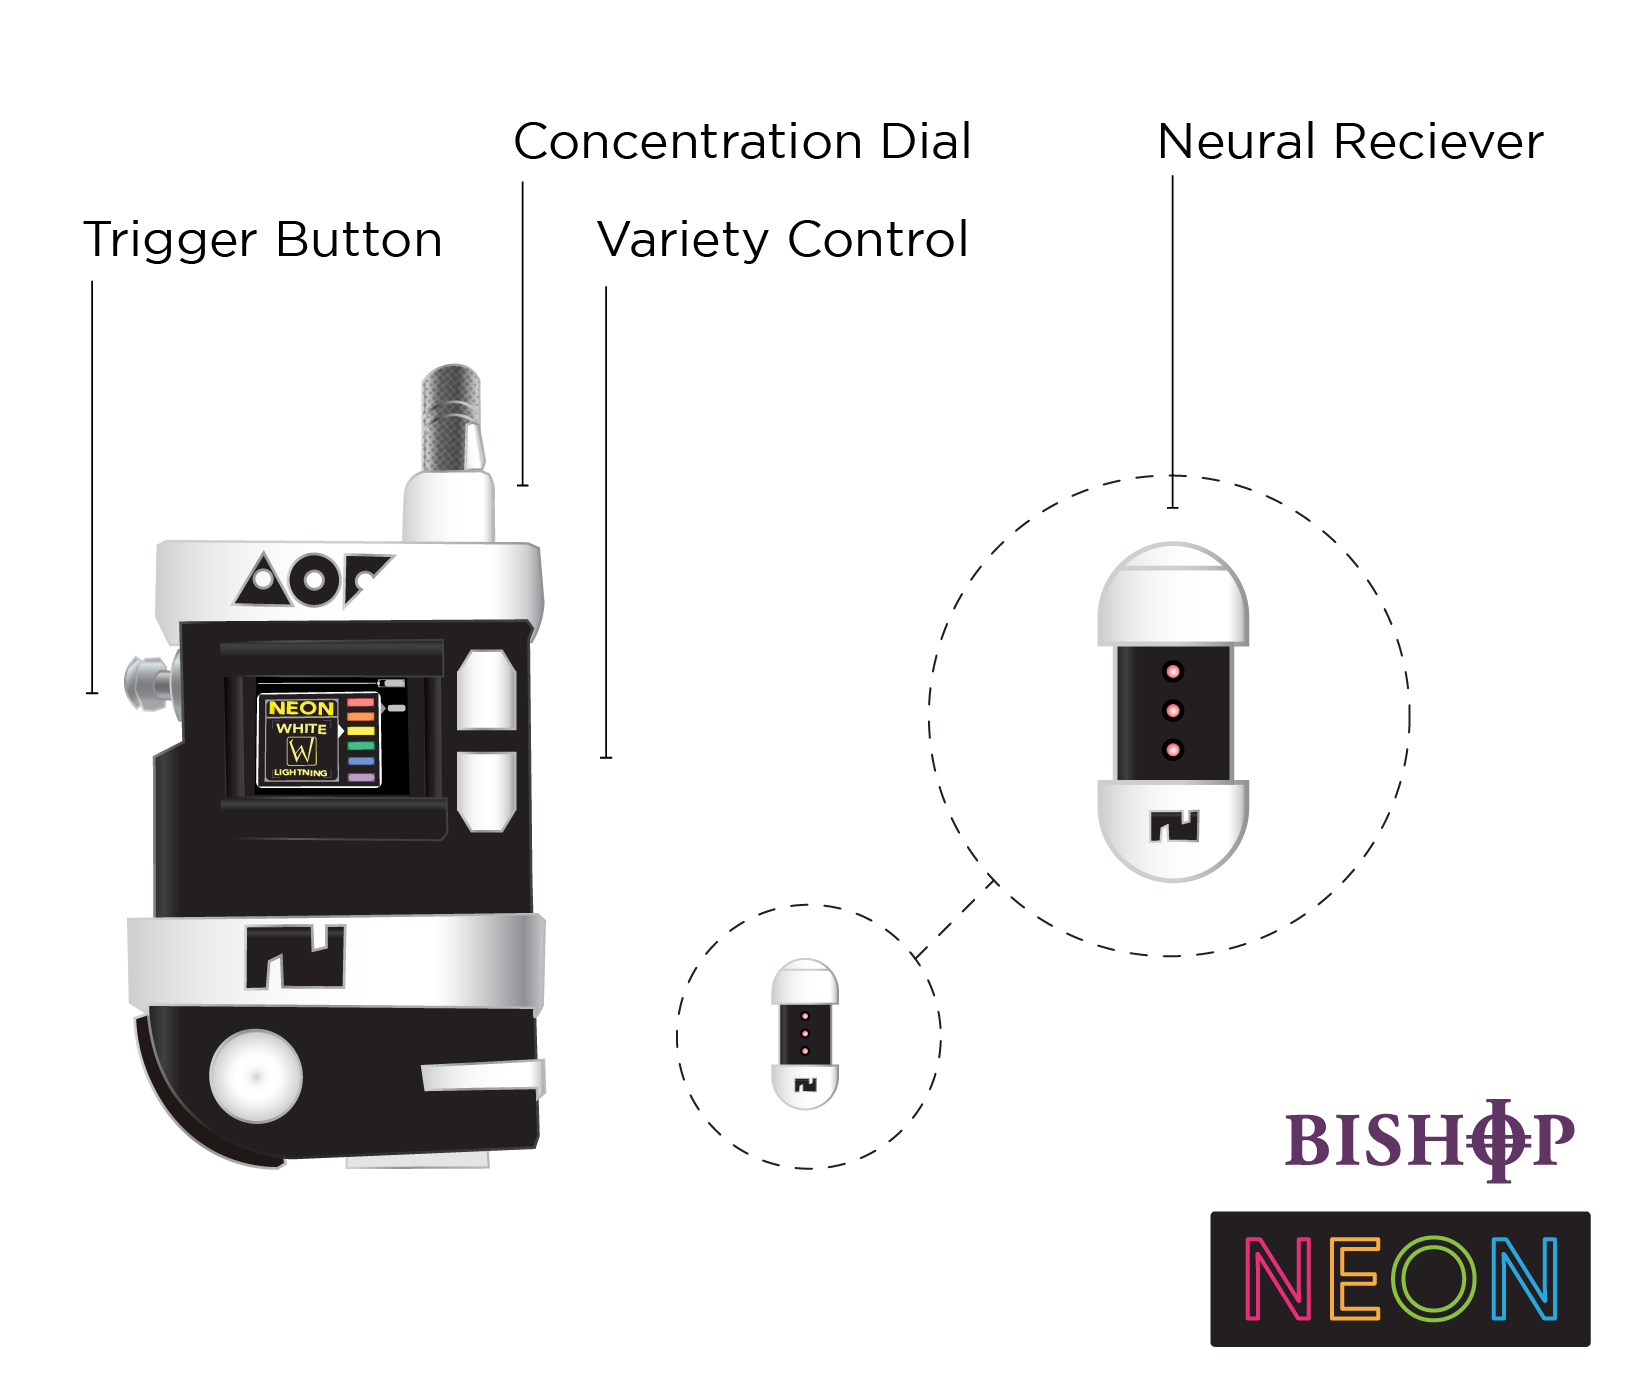 Concentration Dial
Neural Reciever
Trigger Button
Variety Control
NEON
WHITE
W
LIGHTNING
BISHOP
NEON